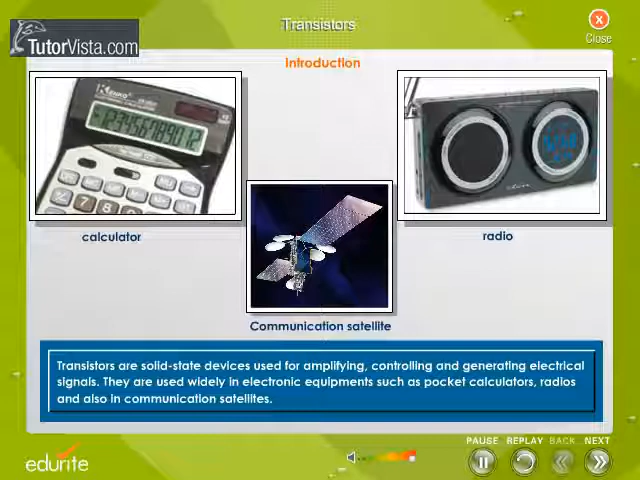 Transistors
TutorVista.com
Close
Introduction
calculator
radio
Communication satellite
Transistors are solid-state devices used for amplifying, controlling and generating electrical
signals. They are used widely in electronic equipments such as pocket calculators, radios
and also in communication satellites.
PAUSE REPLAY BACK NEXT
edurite